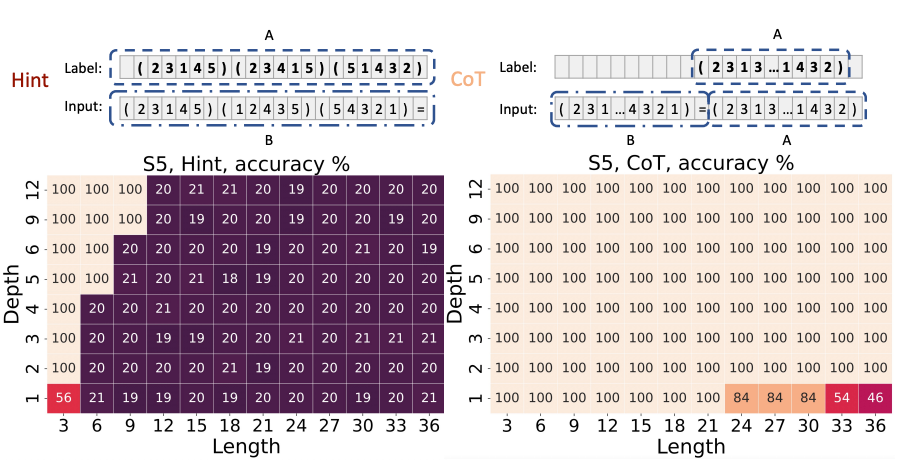 A
Hint
Label: ( 2 3 1 4 5 ) ( 2 3 4 1 5 ) ( 5 1 4 3 2 )
Input: ( 2 3 1 4 5 ) ( 1 2 4 3 5 ) ( 5 4 3 2 1 ) =
B
S5, Hint, accuracy %
Depth
12 100 100 100 20 21 21 20 19 20 20 20 20
9 100 100 100 20 19 20 20 20 20 20 19 20
6 100 100 20 20 20 20 19 20 20 21 20 19
5 100 100 21 20 21 18 19 20 20 20 20 20
4 100 20 20 21 20 20 20 20 20 20 20 20
3 100 20 20 19 19 20 20 21 20 21 21 21
2 100 20 20 20 20 21 19 20 20 20 20 20
1 56 21 19 19 20 19 20 20 20 19 20 21
3 6 9 12 15 18 21 24 27 30 33 36
Length
A
CoT
Label: ( 2 3 1 3 ... 1 4 3 2 )
Input: ( 2 3 1 ... 4 3 2 1 ) = ( 2 3 1 3 ... 1 4 3 2 )
B A
S5, CoT, accuracy %
Depth
12 100 100 100 100 100 100 100 100 100 100 100 100
9 100 100 100 100 100 100 100 100 100 100 100 100
6 100 100 100 100 100 100 100 100 100 100 100 100
5 100 100 100 100 100 100 100 100 100 100 100 100
4 100 100 100 100 100 100 100 100 100 100 100 100
3 100 100 100 100 100 100 100 100 100 100 100 100
2 100 100 100 100 100 100 100 100 100 100 100 100
1 100 100 100 100 100 100 100 84 84 84 54 46
3 6 9 12 15 18 21 24 27 30 33 36
Length